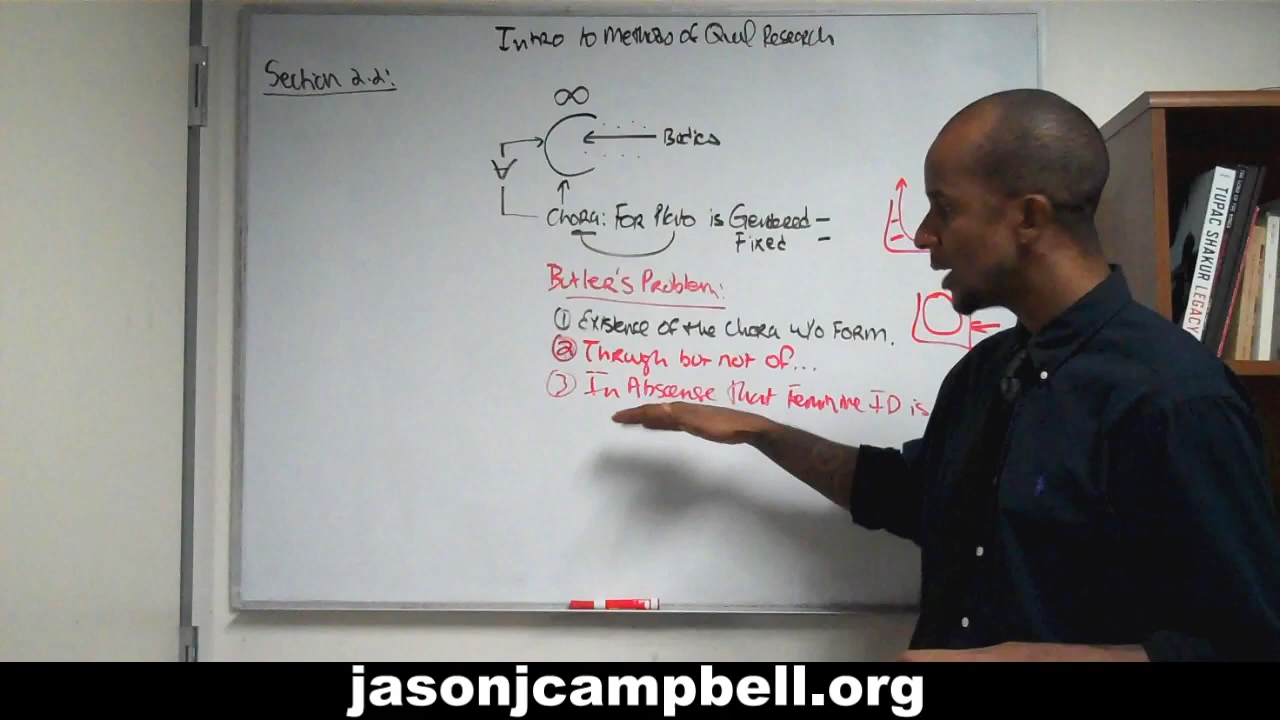 Intro to Methods of Qual Research
Section 2.2:
∞
Bodies
∀
Chora: For Plato is Gendered –
Fixed –
Butler's Problem:
① Existence of the Chora w/o Form.
② Through but not of...
③ In Absense that Feminine ID is
TUPAC SHAKUR LEGACY
jasonjcampbell.org